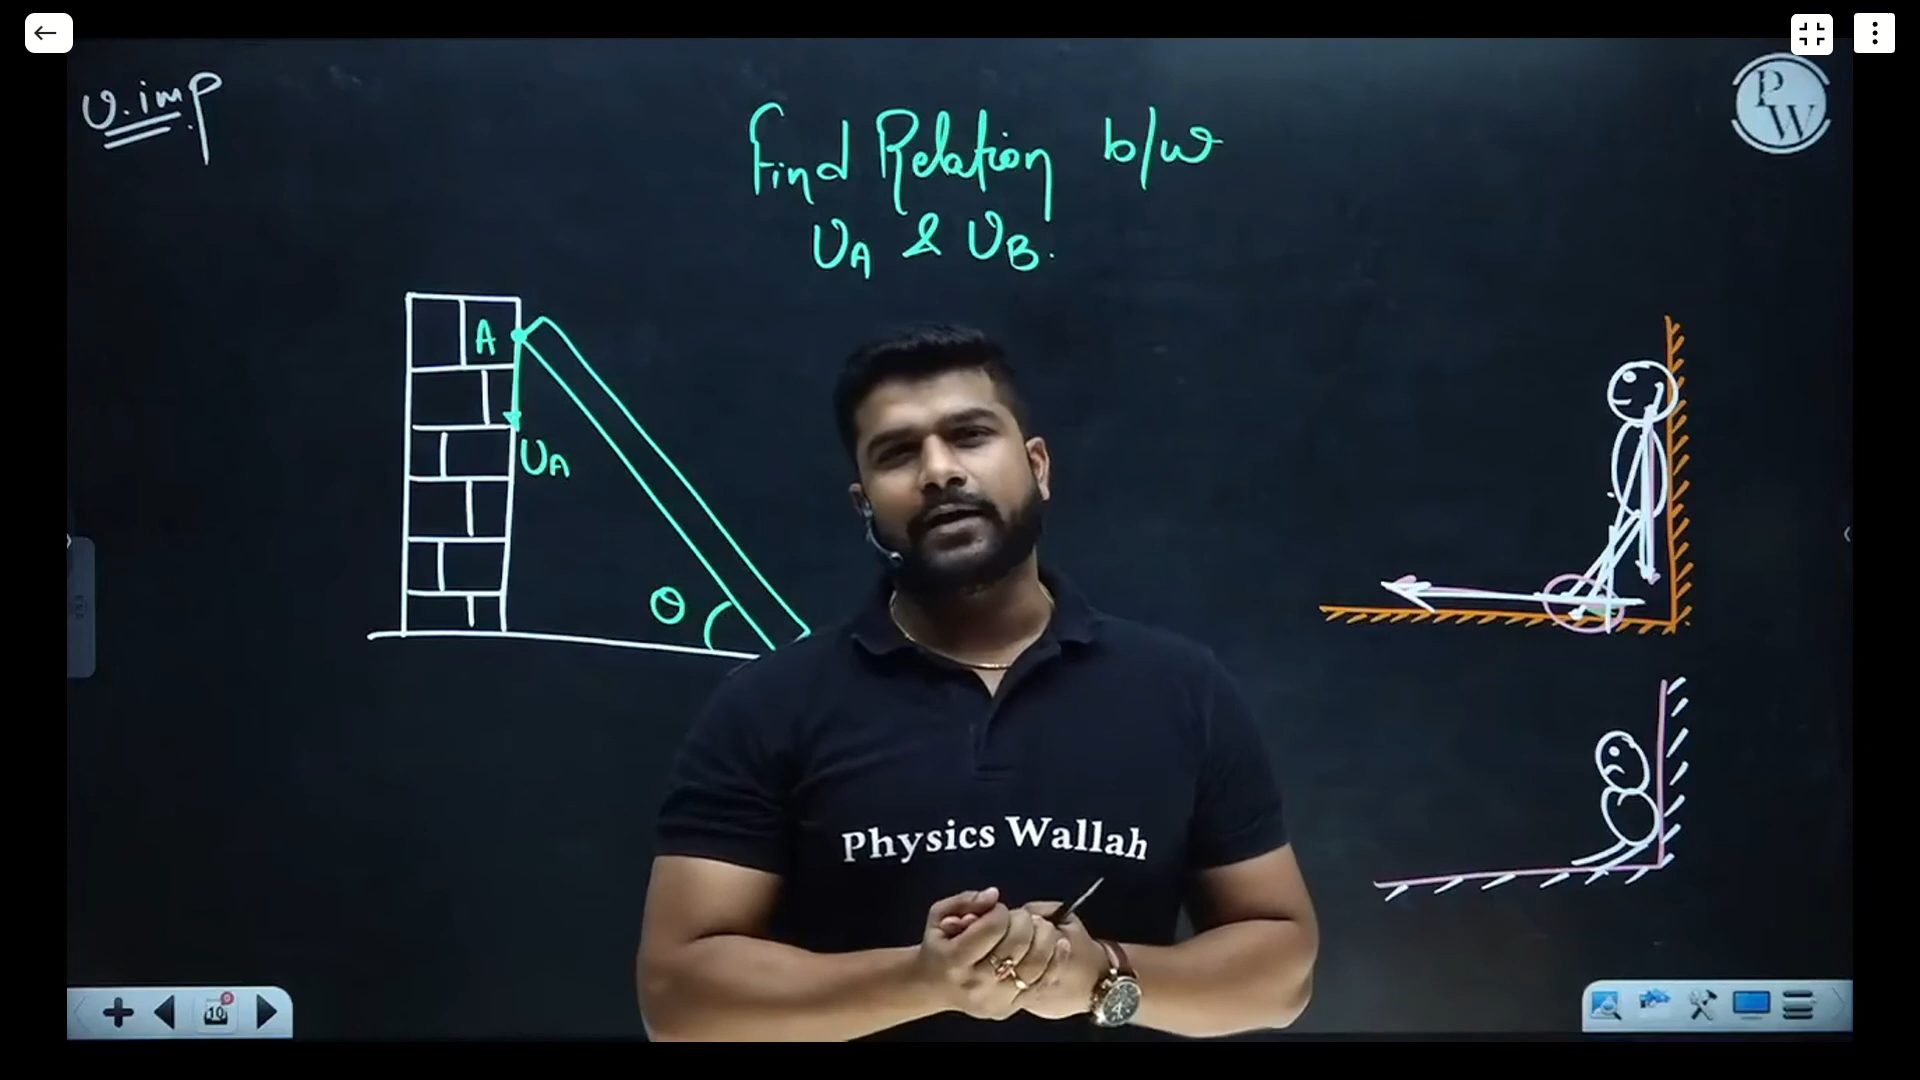 v.imp
PW
Find Relation b/w
VA & VB.
A
VA
θ
Physics Wallah
10